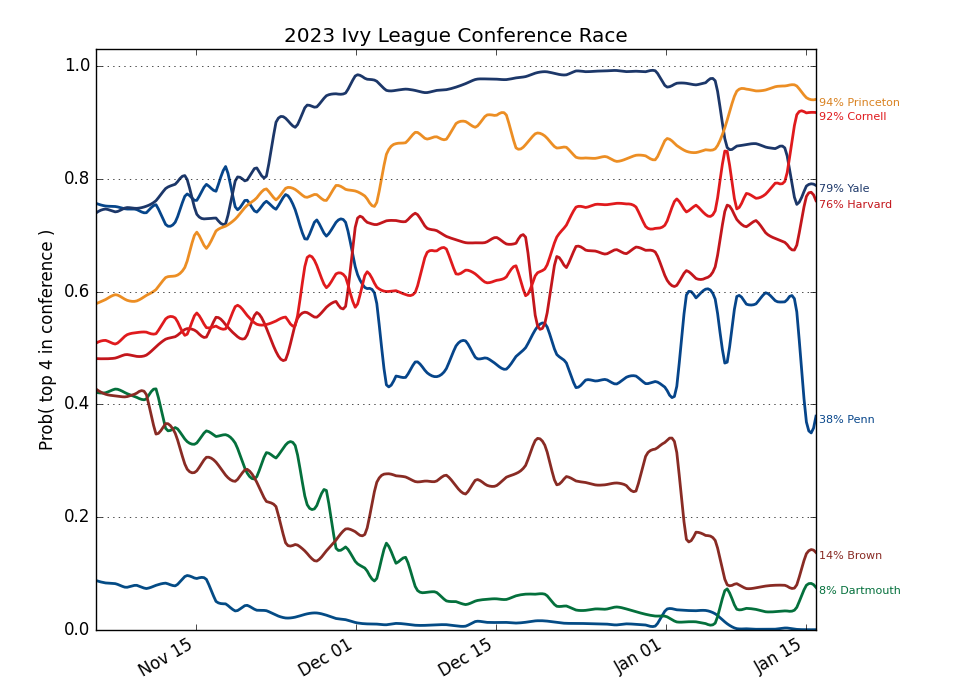 2023 Ivy League Conference Race
Prob( top 4 in conference )
1.0
0.8
0.6
0.4
0.2
0.0
Nov 15
Dec 01
Dec 15
Jan 01
Jan 15
94% Princeton
92% Cornell
79% Yale
76% Harvard
38% Penn
14% Brown
8% Dartmouth